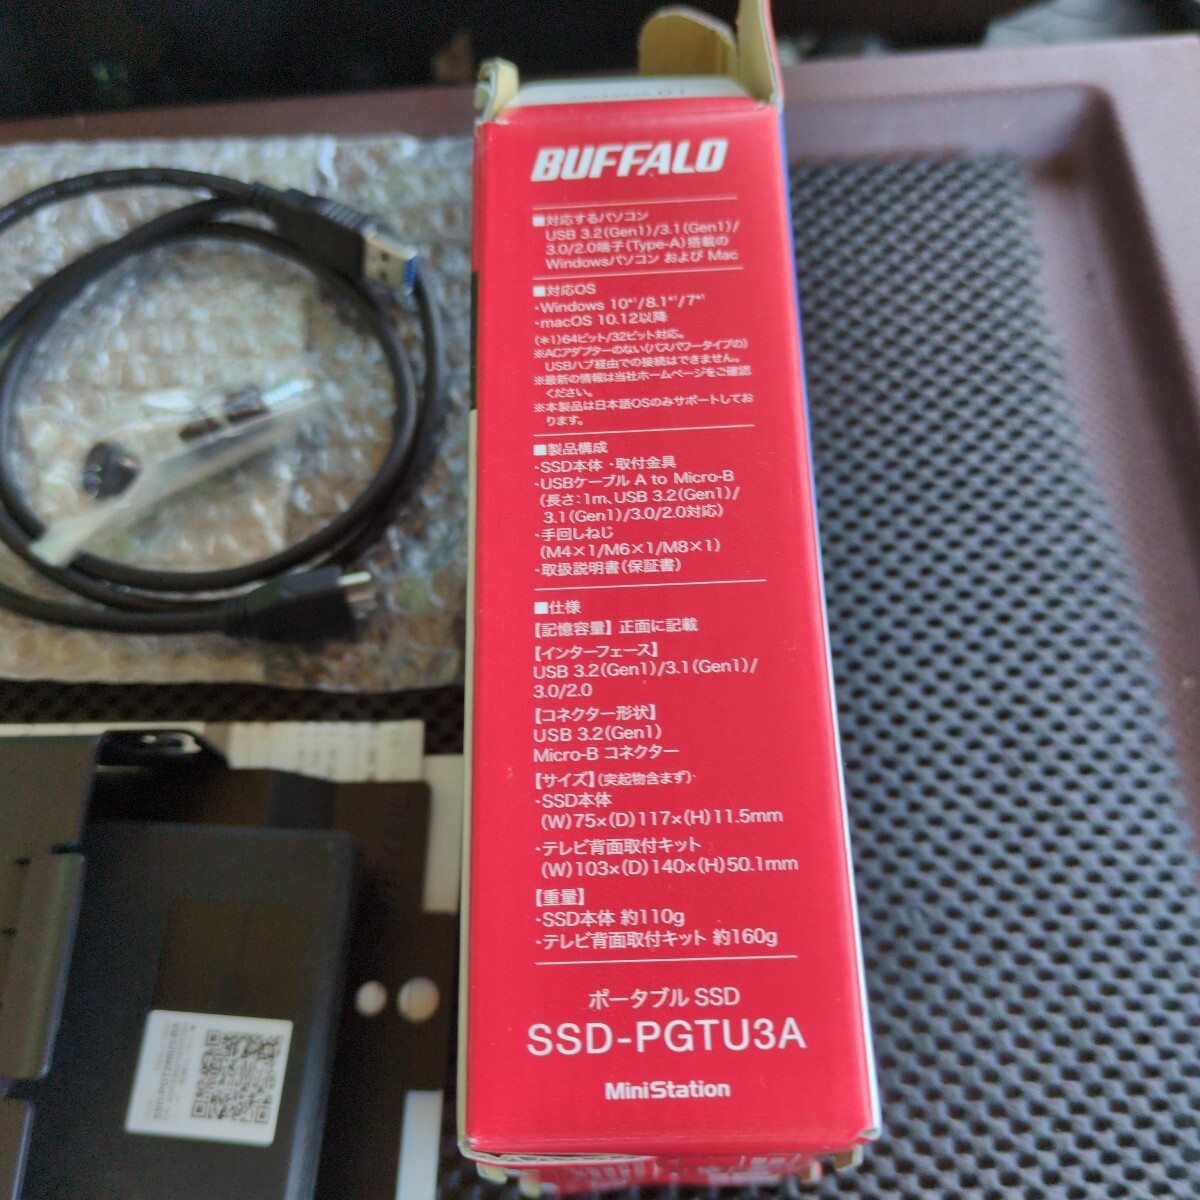 BUFFALO
■対応するパソコン
USB 3.2(Gen1)/3.1(Gen1)/
3.0/2.0端子(Type-A)搭載の
Windowsパソコン および Mac
■対応OS
・Windows 10*¹/8.1*¹/7*¹
・macOS 10.12以降
(*1)64ビット/32ビット対応。
※ACアダプターのない(バスパワータイプの)
USBハブ経由での接続はできません。
※最新の情報は当社ホームページをご確認
ください。
※本製品は日本語OSのみサポートしてお
ります。
■製品構成
・SSD本体 ・取付金具
・USBケーブル A to Micro-B
(長さ:1m、USB 3.2(Gen1)/
3.1(Gen1)/3.0/2.0対応)
・手回しねじ
(M4×1/M6×1/M8×1)
・取扱説明書(保証書)
■仕様
【記憶容量】 正面に記載
【インターフェース】
USB 3.2(Gen1)/3.1(Gen1)/
3.0/2.0
【コネクター形状】
USB 3.2(Gen1)
Micro-B コネクター
【サイズ】(突起物含まず)
・SSD本体
(W)75×(D)117×(H)11.5mm
・テレビ背面取付キット
(W)103×(D)140×(H)50.1mm
【重量】
・SSD本体 約110g
・テレビ背面取付キット 約160g
ポータブル SSD
SSD-PGTU3A
MiniStation